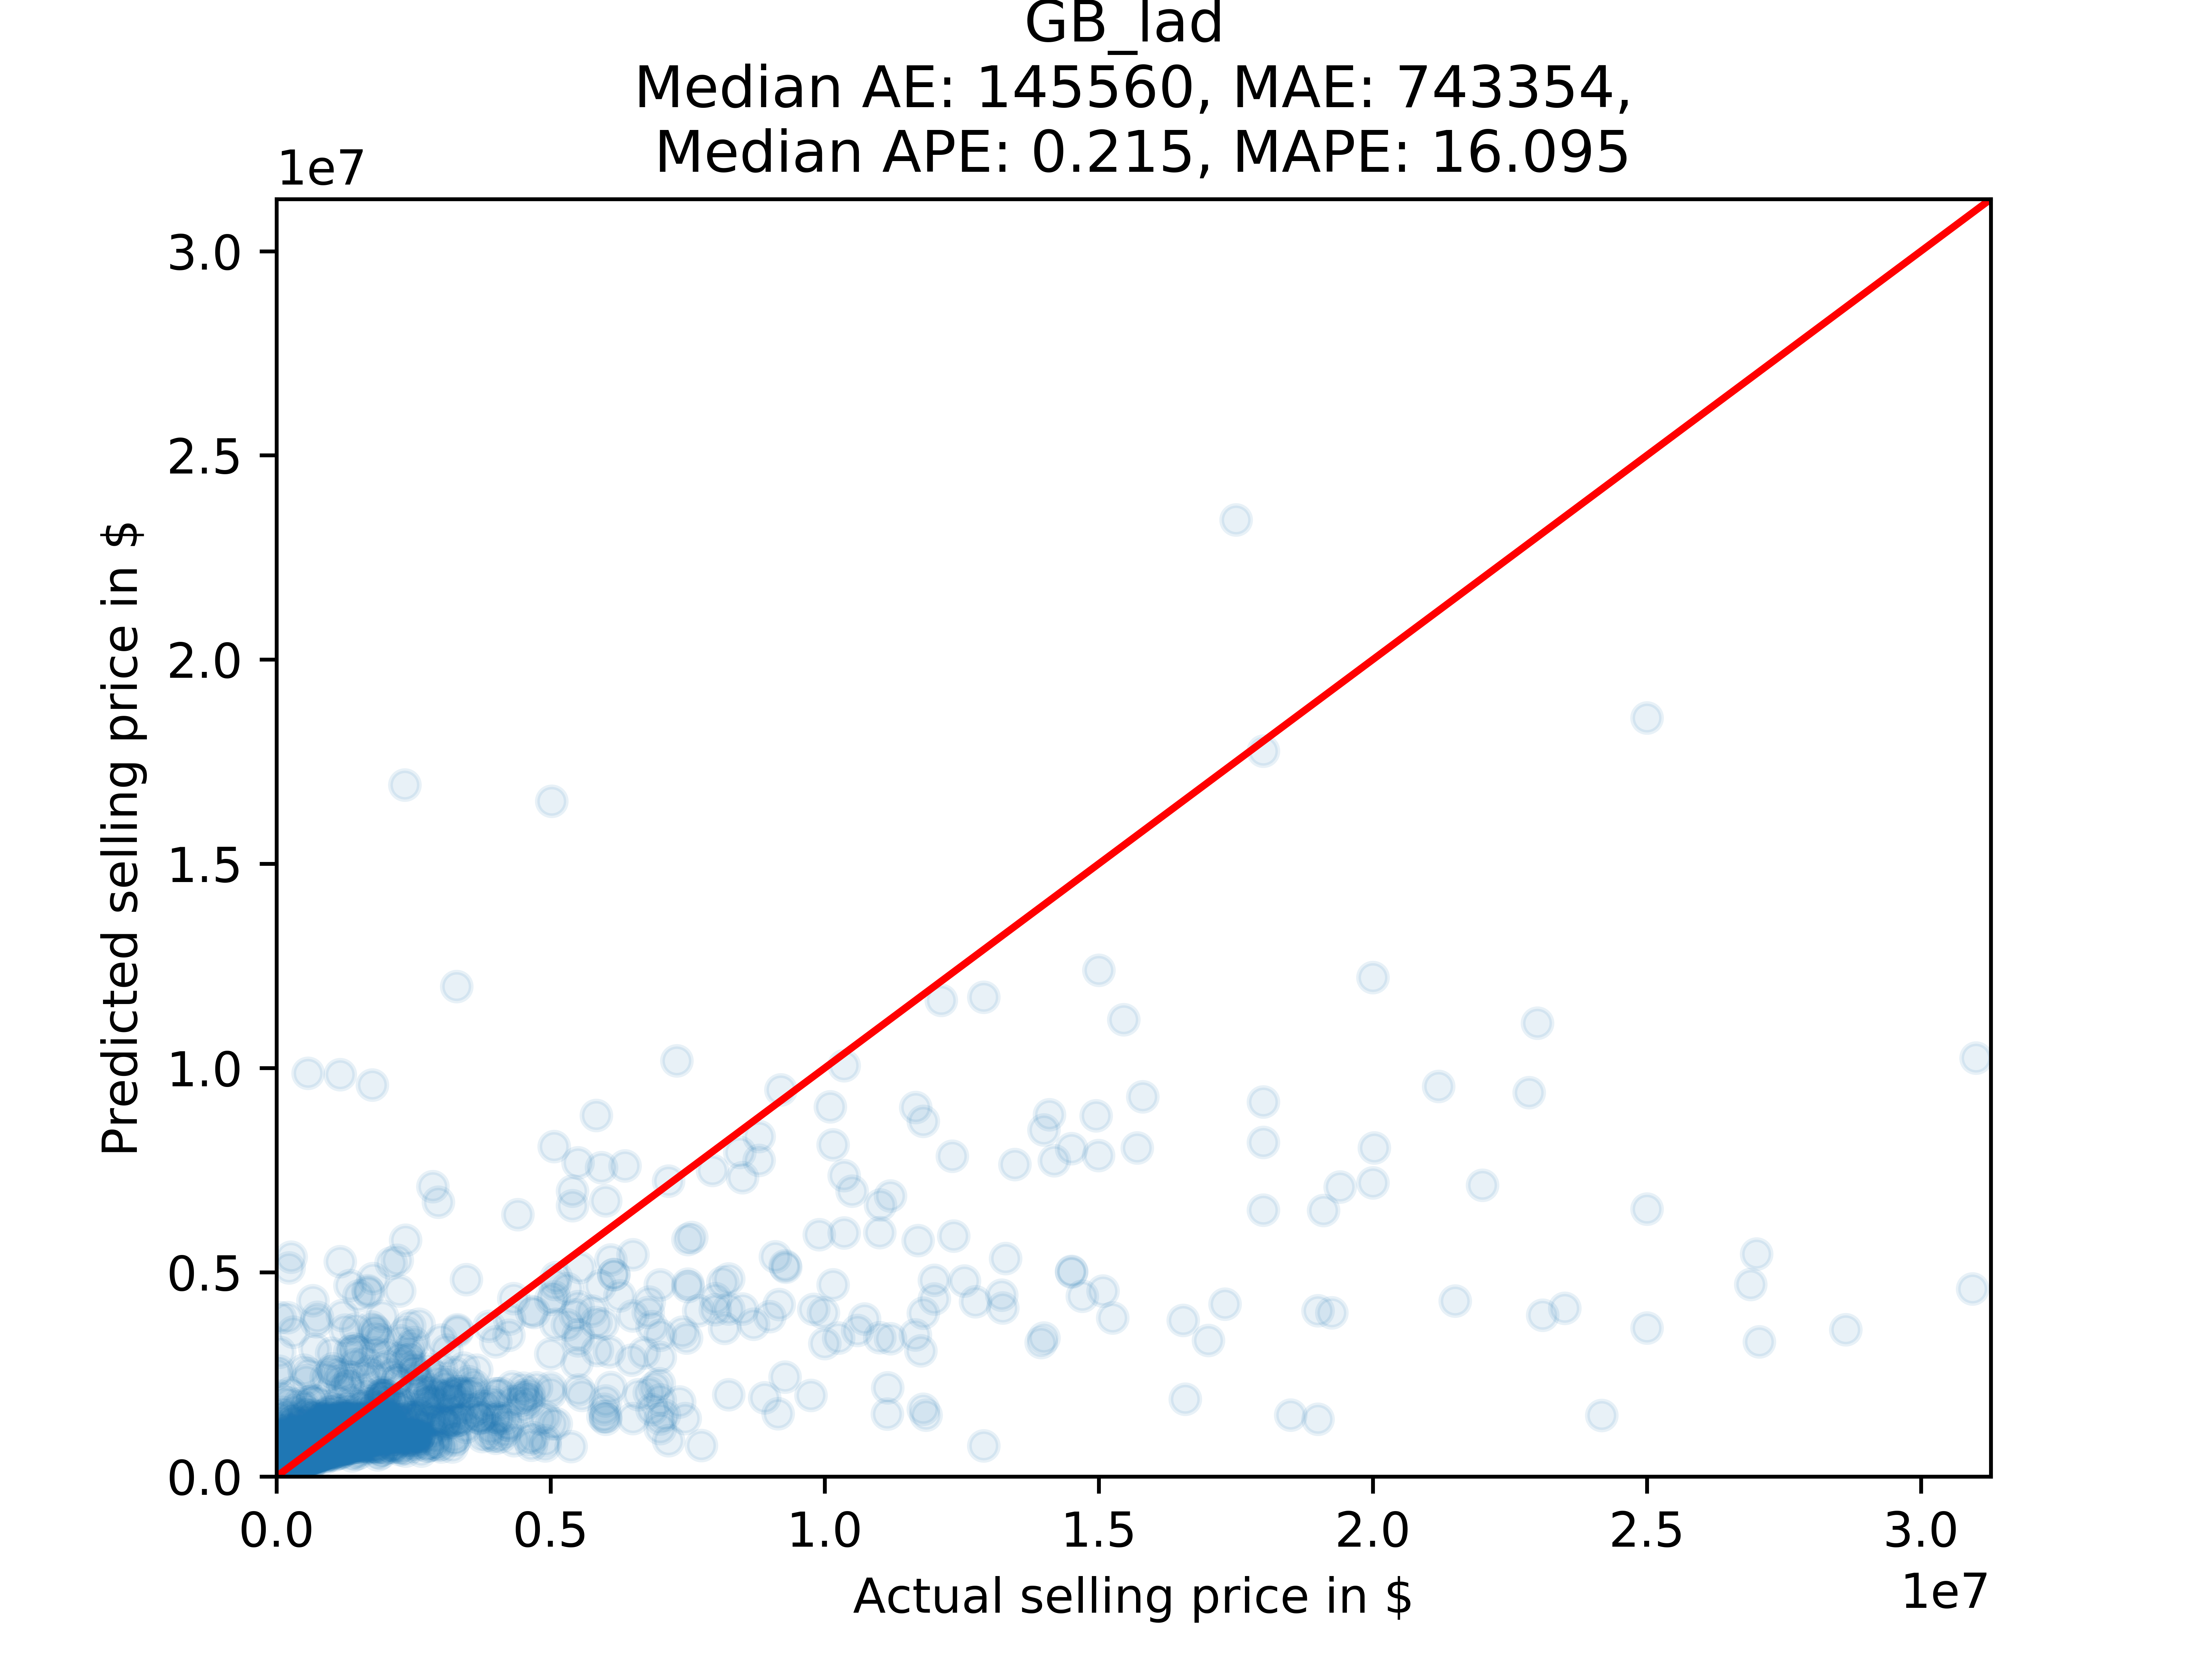 GB_lad
Median AE: 145560, MAE: 743354,
Median APE: 0.215, MAPE: 16.095
1e7
3.0
2.5
2.0
1.5
1.0
0.5
0.0
Predicted selling price in $
0.0 0.5 1.0 1.5 2.0 2.5 3.0
Actual selling price in $
1e7